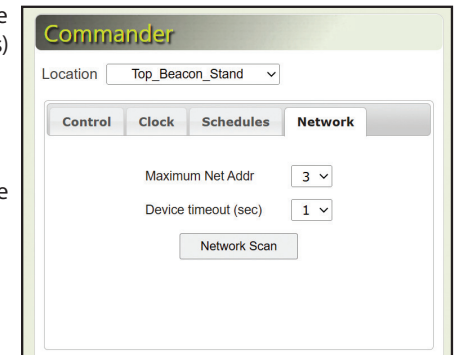 e
s)
e
Commander
Location Top_Beacon_Stand
Control Clock Schedules Network
Maximum Net Addr 3
Device timeout (sec) 1
Network Scan